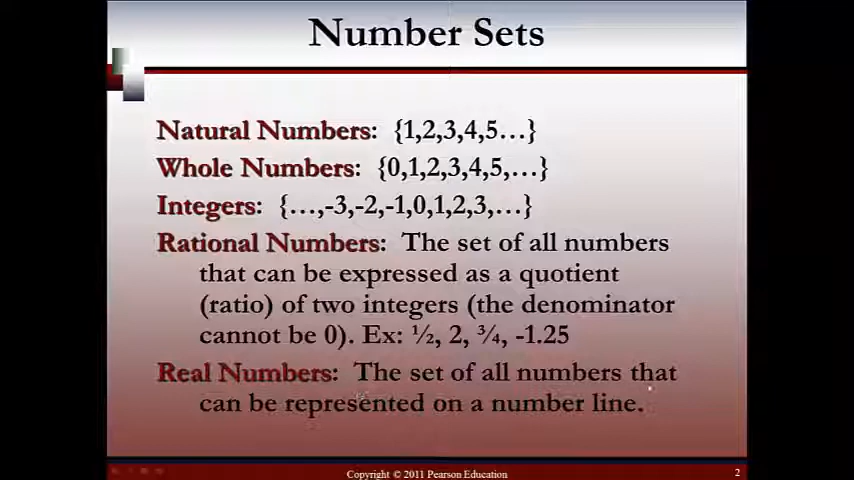 Number Sets
Natural Numbers: {1,2,3,4,5…}
Whole Numbers: {0,1,2,3,4,5,…}
Integers: {…,-3,-2,-1,0,1,2,3,…}
Rational Numbers: The set of all numbers
that can be expressed as a quotient
(ratio) of two integers (the denominator
cannot be 0). Ex: ½, 2, ¾, -1.25
Real Numbers: The set of all numbers that
can be represented on a number line.
Copyright © 2011 Pearson Education
2